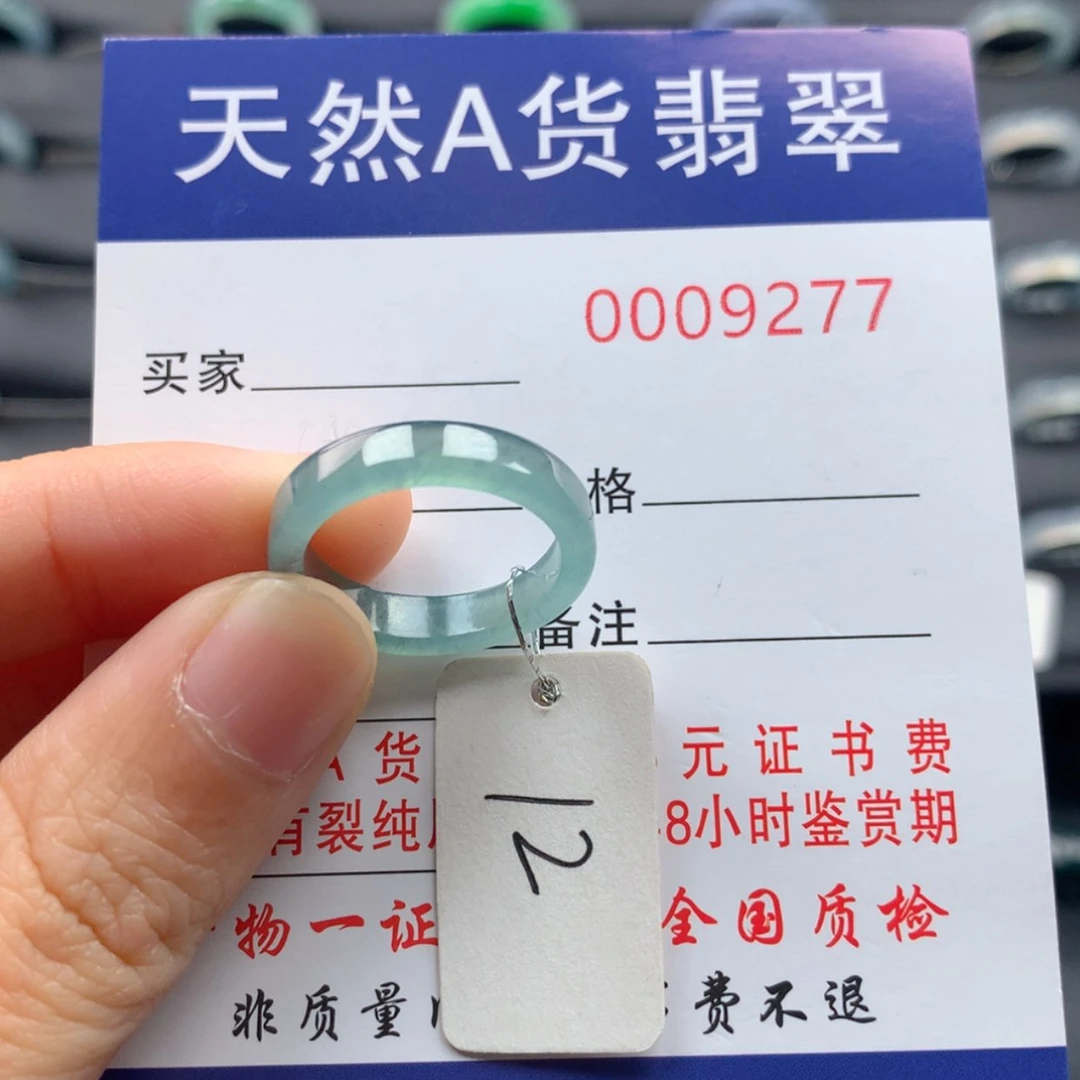 天然A货翡翠
0009277
买家
格
备注
A货 元证书费
有裂纯 8小时鉴赏期
物一证 全国质检
12
非质量 费不退